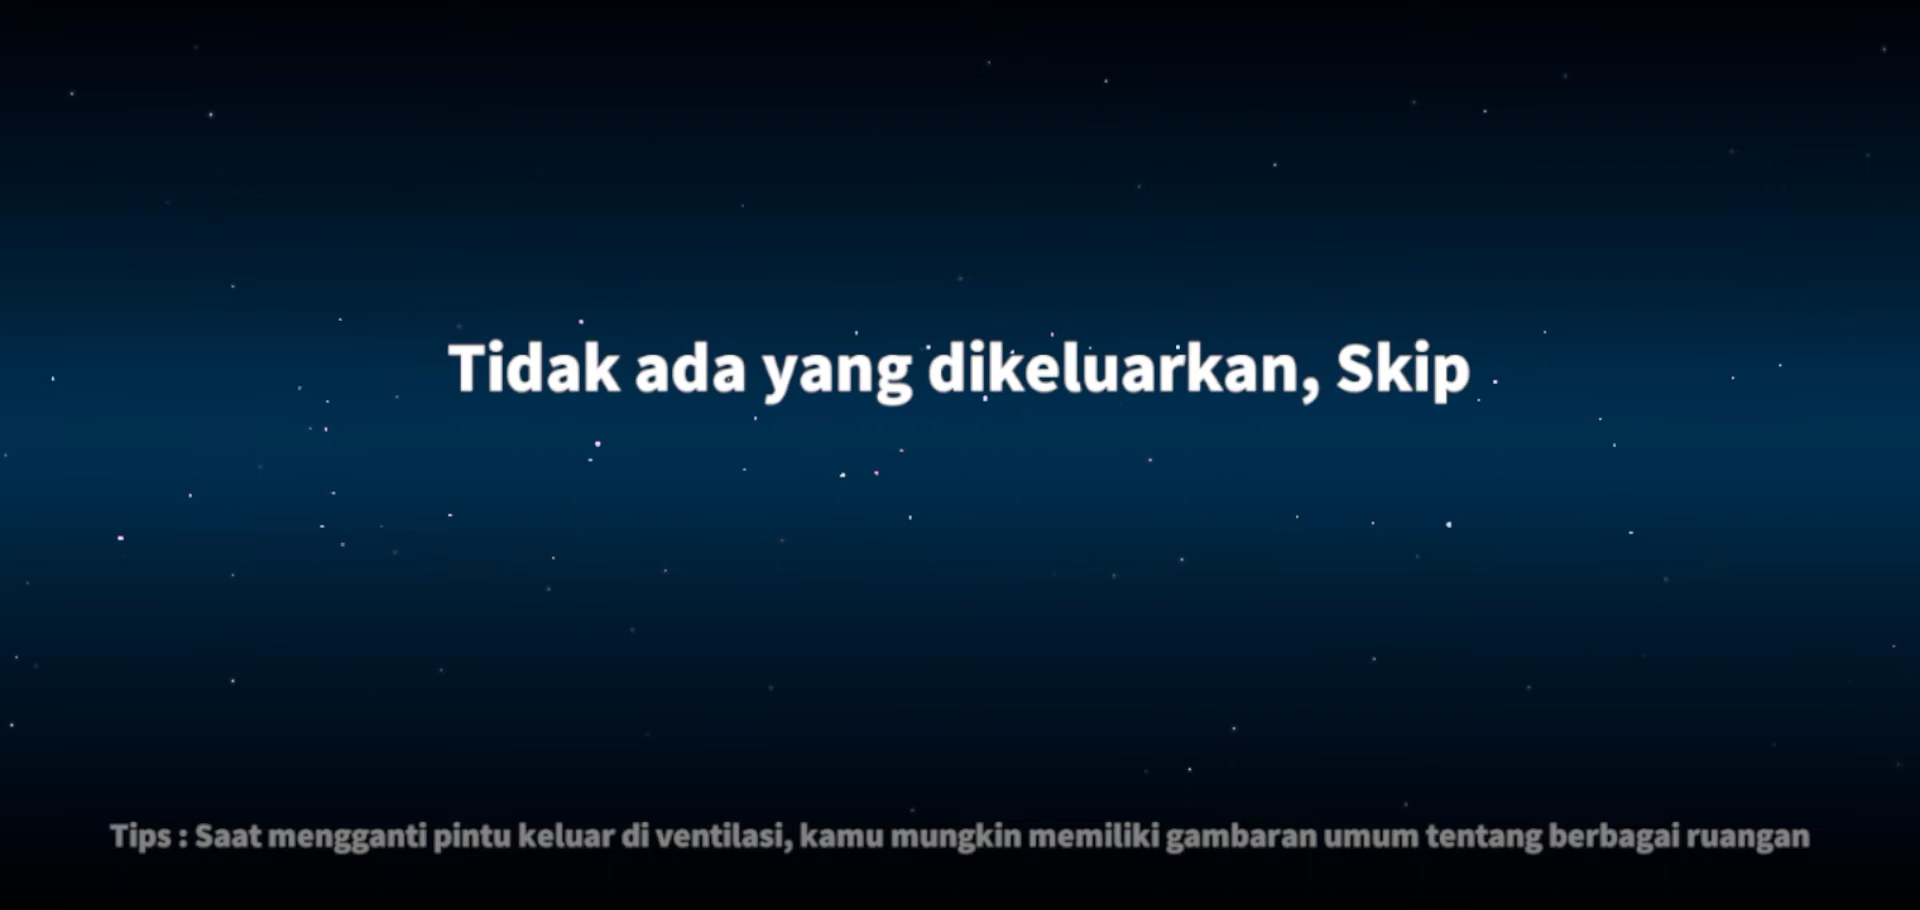 Tidak ada yang dikeluarkan, Skip
Tips : Saat mengganti pintu keluar di ventilasi, kamu mungkin memiliki gambaran umum tentang berbagai ruangan